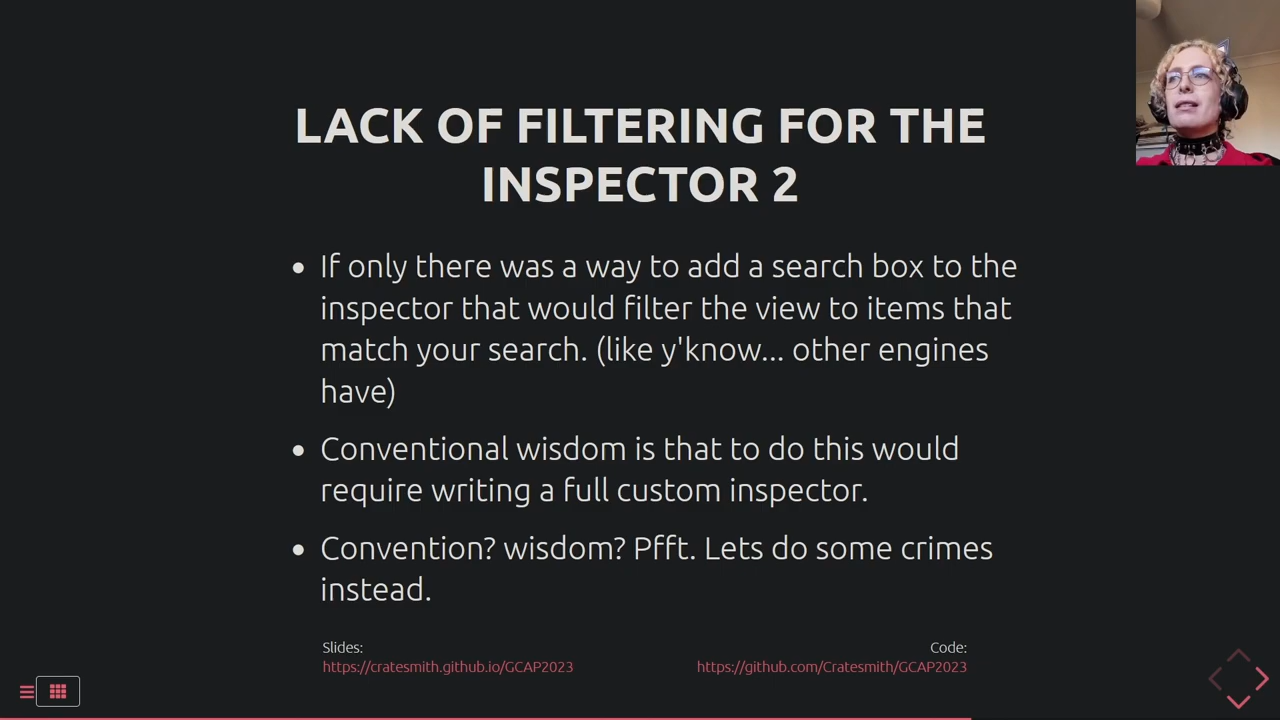 LACK OF FILTERING FOR THE
INSPECTOR 2
If only there was a way to add a search box to the
inspector that would filter the view to items that
match your search. (like y'know... other engines
have)
Conventional wisdom is that to do this would
require writing a full custom inspector.
Convention? wisdom? Pfft. Lets do some crimes
instead.
Slides:
https://cratesmith.github.io/GCAP2023
Code:
https://github.com/Cratesmith/GCAP2023